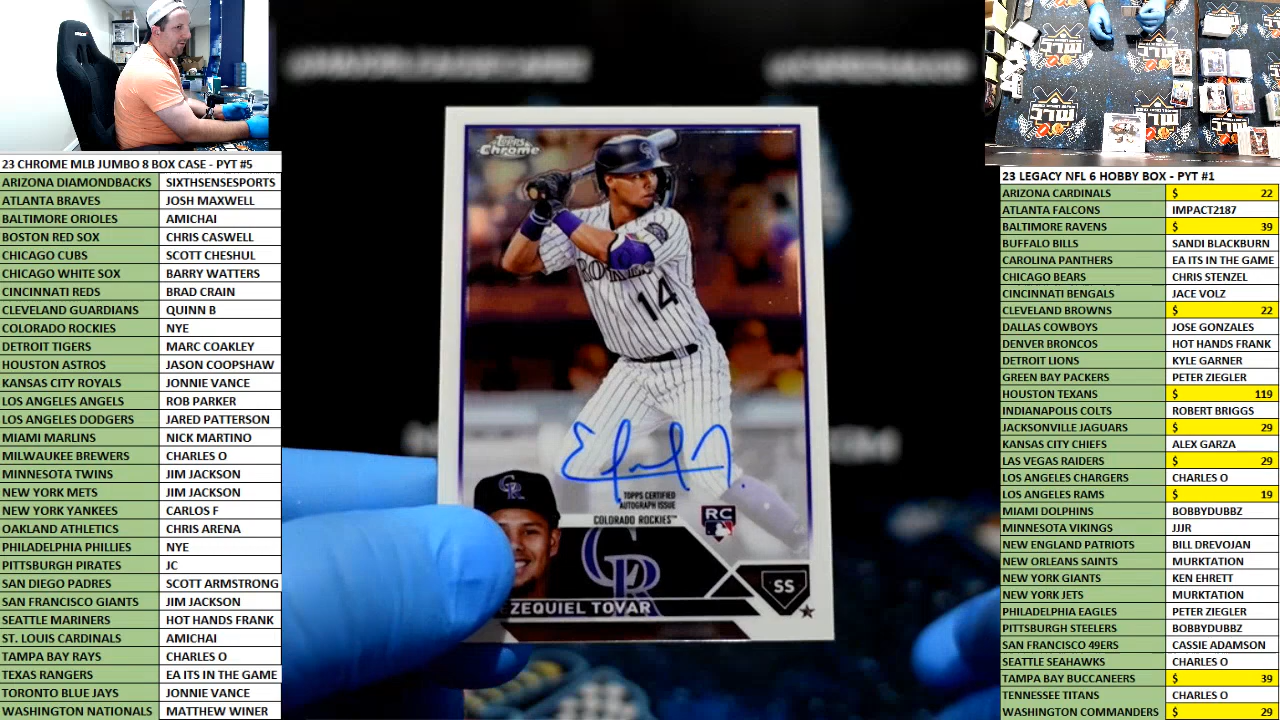 23 CHROME MLB JUMBO 8 BOX CASE - PYT #5
ARIZONA DIAMONDBACKS SIXTHSENSESPORTS
ATLANTA BRAVES JOSH MAXWELL
BALTIMORE ORIOLES AMICHAI
BOSTON RED SOX CHRIS CASWELL
CHICAGO CUBS SCOTT CHESHUL
CHICAGO WHITE SOX BARRY WATTERS
CINCINNATI REDS BRAD CRAIN
CLEVELAND GUARDIANS QUINN B
COLORADO ROCKIES NYE
DETROIT TIGERS MARC COAKLEY
HOUSTON ASTROS JASON COOPSHAW
KANSAS CITY ROYALS JONNIE VANCE
LOS ANGELES ANGELS ROB PARKER
LOS ANGELES DODGERS JARED PATTERSON
MIAMI MARLINS NICK MARTINO
MILWAUKEE BREWERS CHARLES O
MINNESOTA TWINS JIM JACKSON
NEW YORK METS JIM JACKSON
NEW YORK YANKEES CARLOS F
OAKLAND ATHLETICS CHRIS ARENA
PHILADELPHIA PHILLIES NYE
PITTSBURGH PIRATES JC
SAN DIEGO PADRES SCOTT ARMSTRONG
SAN FRANCISCO GIANTS JIM JACKSON
SEATTLE MARINERS HOT HANDS FRANK
ST. LOUIS CARDINALS AMICHAI
TAMPA BAY RAYS CHARLES O
TEXAS RANGERS EA ITS IN THE GAME
TORONTO BLUE JAYS JONNIE VANCE
WASHINGTON NATIONALS MATTHEW WINER
Topps
Chrome
14
TOPPS CERTIFIED
AUTOGRAPH ISSUE
COLORADO ROCKIES™
RC
CR
SS
ZEQUIEL TOVAR
23 LEGACY NFL 6 HOBBY BOX - PYT #1
ARIZONA CARDINALS $ 22
ATLANTA FALCONS IMPACT2187
BALTIMORE RAVENS $ 39
BUFFALO BILLS SANDI BLACKBURN
CAROLINA PANTHERS EA ITS IN THE GAME
CHICAGO BEARS CHRIS STENZEL
CINCINNATI BENGALS JACE VOLZ
CLEVELAND BROWNS $ 22
DALLAS COWBOYS JOSE GONZALES
DENVER BRONCOS HOT HANDS FRANK
DETROIT LIONS KYLE GARNER
GREEN BAY PACKERS PETER ZIEGLER
HOUSTON TEXANS $ 119
INDIANAPOLIS COLTS ROBERT BRIGGS
JACKSONVILLE JAGUARS $ 29
KANSAS CITY CHIEFS ALEX GARZA
LAS VEGAS RAIDERS $ 29
LOS ANGELES CHARGERS CHARLES O
LOS ANGELES RAMS $ 19
MIAMI DOLPHINS BOBBYDUBBZ
MINNESOTA VIKINGS JJJR
NEW ENGLAND PATRIOTS BILL DREVOJAN
NEW ORLEANS SAINTS MURKTATION
NEW YORK GIANTS KEN EHRETT
NEW YORK JETS MURKTATION
PHILADELPHIA EAGLES PETER ZIEGLER
PITTSBURGH STEELERS BOBBYDUBBZ
SAN FRANCISCO 49ERS CASSIE ADAMSON
SEATTLE SEAHAWKS CHARLES O
TAMPA BAY BUCCANEERS $ 39
TENNESSEE TITANS CHARLES O
WASHINGTON COMMANDERS $ 29